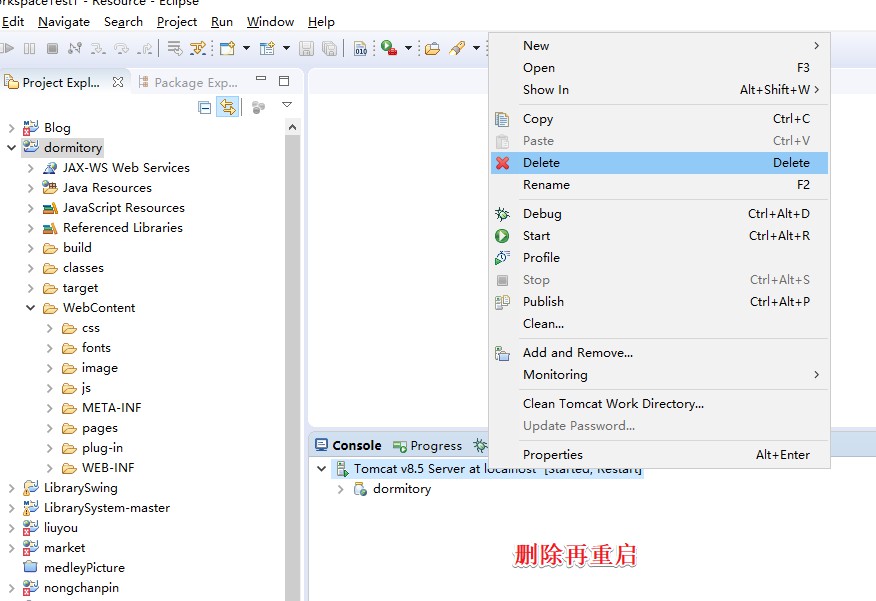 rkspaceTest1 - Resource - Eclipse
Edit Navigate Search Project Run Window Help
010
Project Expl... Package Exp...
Blog
dormitory
JAX-WS Web Services
Java Resources
JavaScript Resources
Referenced Libraries
build
classes
target
WebContent
css
fonts
image
js
META-INF
pages
plug-in
WEB-INF
LibrarySwing
LibrarySystem-master
liuyou
market
medleyPicture
nongchanpin
New
Open F3
Show In Alt+Shift+W
Copy Ctrl+C
Paste Ctrl+V
Delete Delete
Rename F2
Debug Ctrl+Alt+D
Start Ctrl+Alt+R
Profile
Stop Ctrl+Alt+S
Publish Ctrl+Alt+P
Clean...
Add and Remove...
Monitoring
Clean Tomcat Work Directory...
Update Password...
Properties Alt+Enter
Console Progress
Tomcat v8.5 Server at localhost [Started, Restart]
dormitory
删除再重启